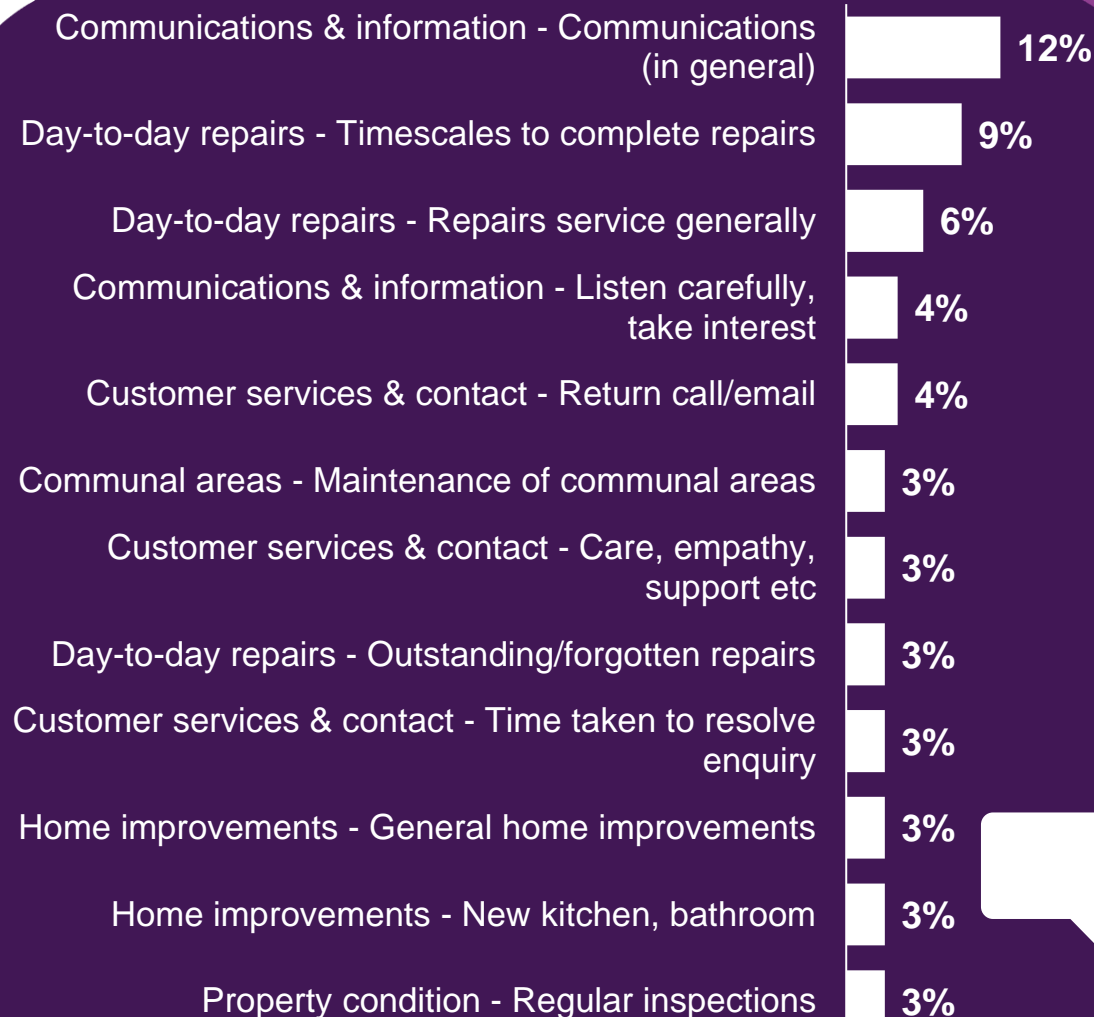 Communications & information - Communications
(in general)
12%
Day-to-day repairs - Timescales to complete repairs
9%
Day-to-day repairs - Repairs service generally
6%
Communications & information - Listen carefully,
take interest
4%
Customer services & contact - Return call/email
4%
Communal areas - Maintenance of communal areas
3%
Customer services & contact - Care, empathy,
support etc
3%
Day-to-day repairs - Outstanding/forgotten repairs
3%
Customer services & contact - Time taken to resolve
enquiry
3%
Home improvements - General home improvements
3%
Home improvements - New kitchen, bathroom
3%
Property condition - Regular inspections
3%